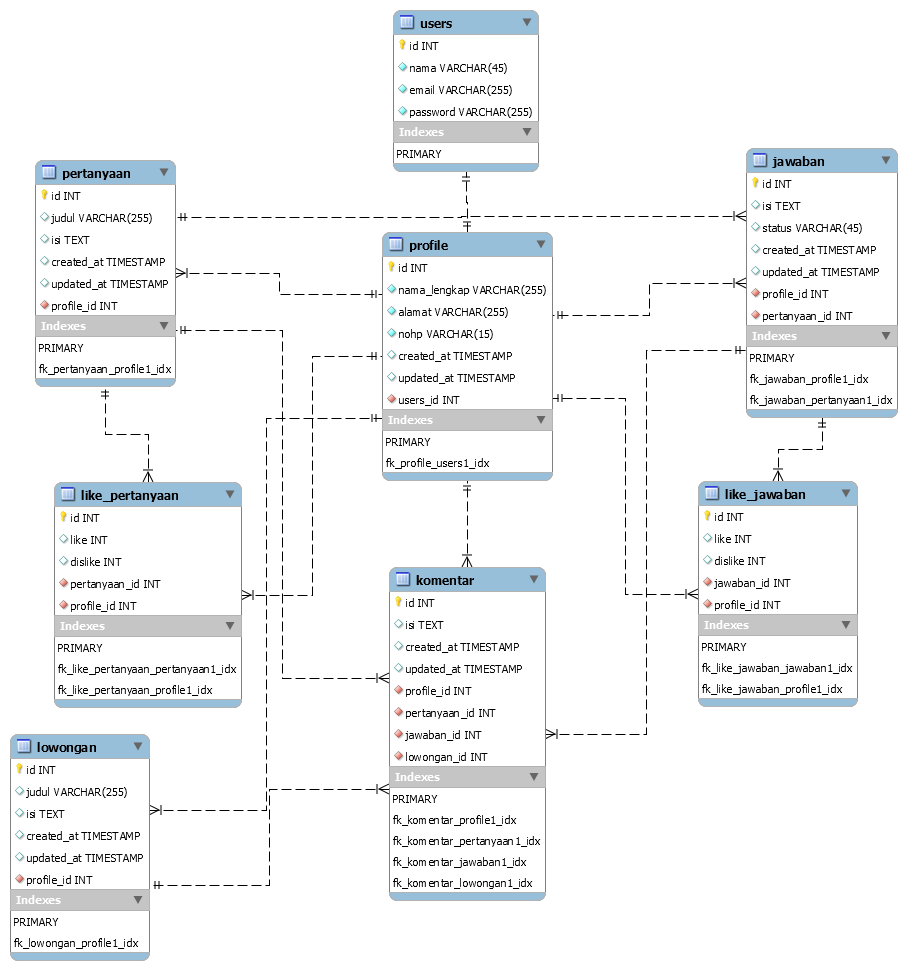 users
id INT
nama VARCHAR(45)
email VARCHAR(255)
password VARCHAR(255)
Indexes
PRIMARY
pertanyaan
id INT
judul VARCHAR(255)
isi TEXT
created_at TIMESTAMP
updated_at TIMESTAMP
profile_id INT
Indexes
PRIMARY
fk_pertanyaan_profile1_idx
jawaban
id INT
isi TEXT
status VARCHAR(45)
created_at TIMESTAMP
updated_at TIMESTAMP
profile_id INT
pertanyaan_id INT
Indexes
PRIMARY
fk_jawaban_profile1_idx
fk_jawaban_pertanyaan1_idx
profile
id INT
nama_lengkap VARCHAR(255)
alamat VARCHAR(255)
nohp VARCHAR(15)
created_at TIMESTAMP
updated_at TIMESTAMP
users_id INT
Indexes
PRIMARY
fk_profile_users1_idx
like_pertanyaan
id INT
like INT
dislike INT
pertanyaan_id INT
profile_id INT
Indexes
PRIMARY
fk_like_pertanyaan_pertanyaan1_idx
fk_like_pertanyaan_profile1_idx
like_jawaban
id INT
like INT
dislike INT
jawaban_id INT
profile_id INT
Indexes
PRIMARY
fk_like_jawaban_jawaban1_idx
fk_like_jawaban_profile1_idx
komentar
id INT
isi TEXT
created_at TIMESTAMP
updated_at TIMESTAMP
profile_id INT
pertanyaan_id INT
jawaban_id INT
lowongan_id INT
Indexes
PRIMARY
fk_komentar_profile1_idx
fk_komentar_pertanyaan1_idx
fk_komentar_jawaban1_idx
fk_komentar_lowongan1_idx
lowongan
id INT
judul VARCHAR(255)
isi TEXT
created_at TIMESTAMP
updated_at TIMESTAMP
profile_id INT
Indexes
PRIMARY
fk_lowongan_profile1_idx